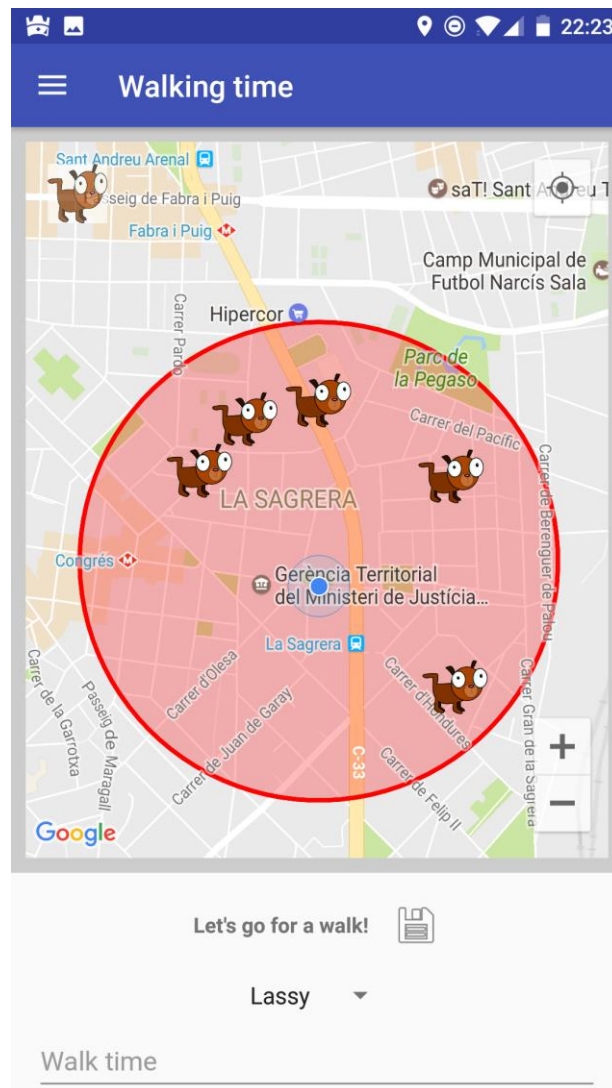 22:23
Walking time
Sant Andreu Arenal
sseig de Fabra i Puig
saT! Sant Andreu T
Fabra i Puig
Camp Municipal de
Futbol Narcís Sala
Carrer Pardo
Hipercor
Parc de
la Pegaso
Carrer del Pacífic
Carrer de Berenguer de Palou
LA SAGRERA
Congrés
Gerència Territorial
del Ministeri de Justícia...
La Sagrera
Carrer d'Olesa
Carrer de la Garrotxa
Passeig de Maragall
Carrer de Juan de Garay
Carrer d'Hondures
Carrer Gran de la Sagrera
C-33
Carrer de Felip II
+
−
Google
Let's go for a walk!
Lassy
Walk time